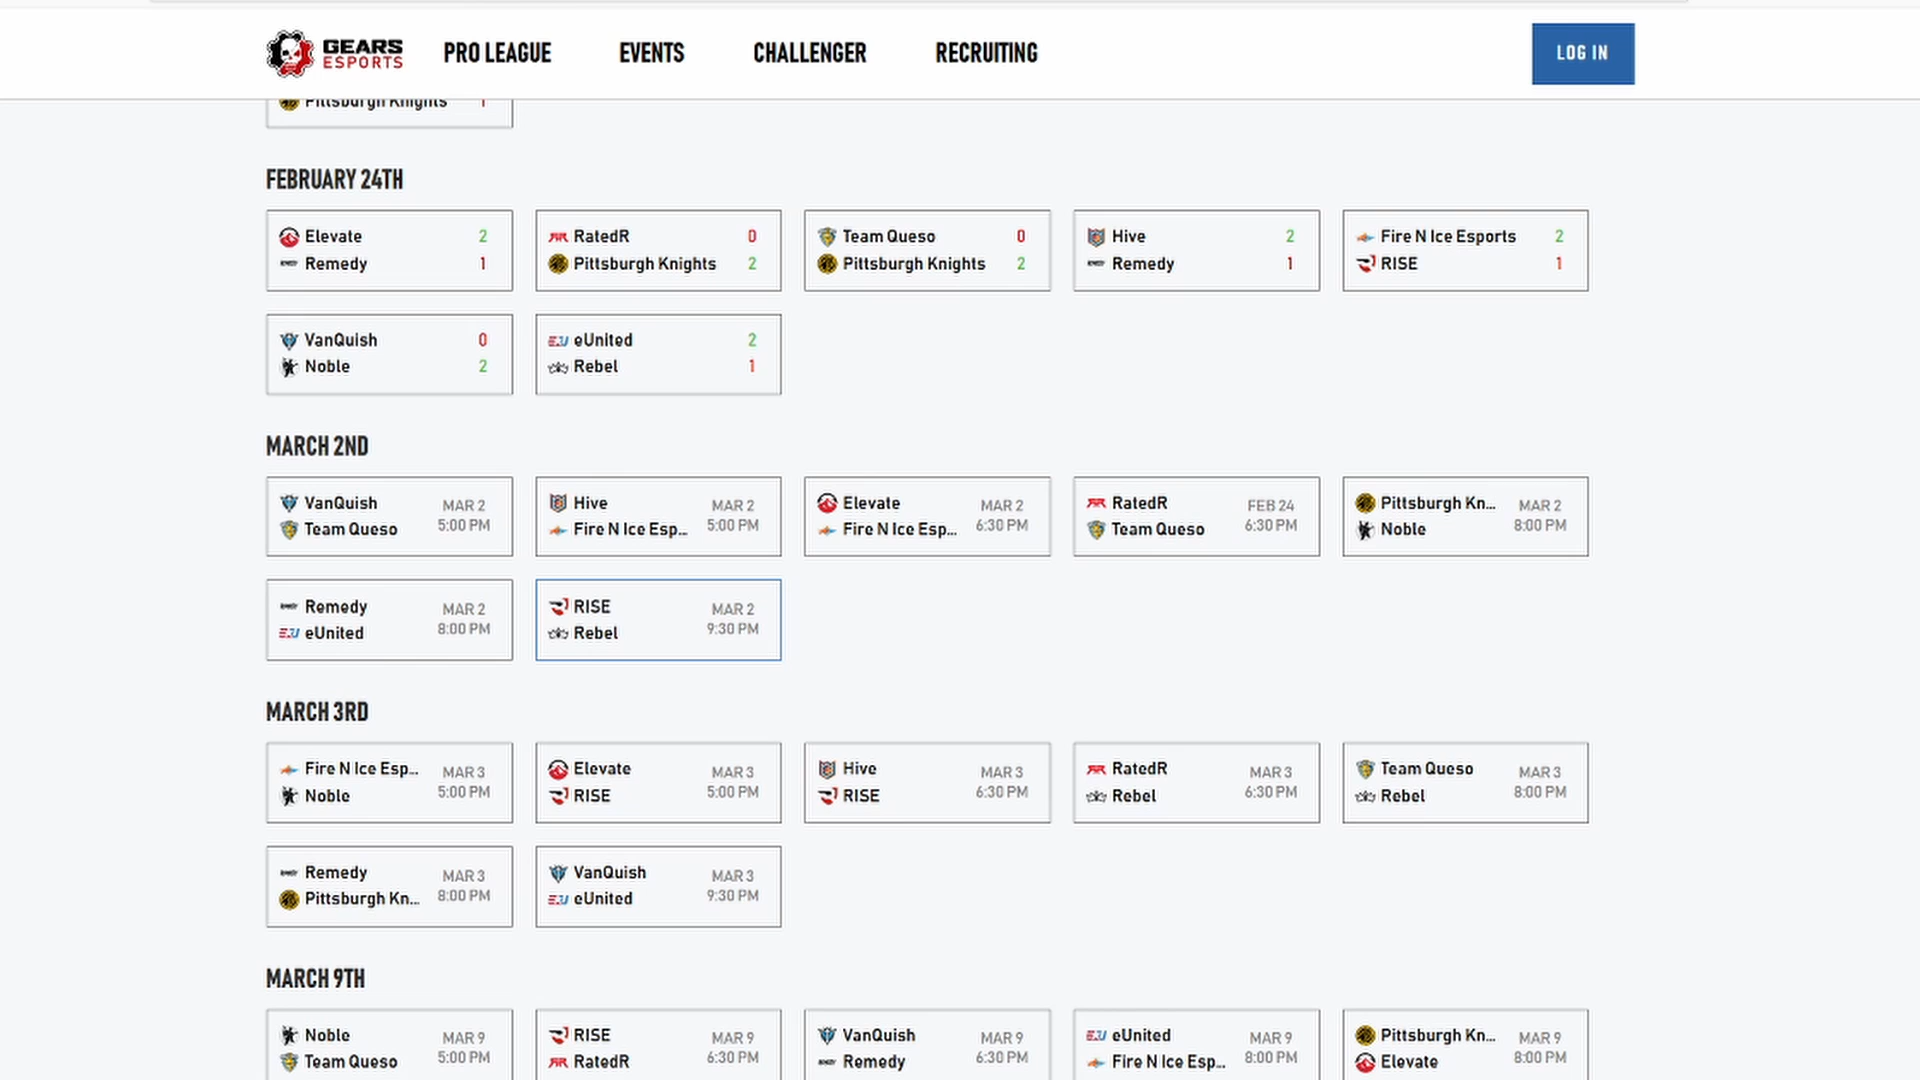 GEARS
ESPORTS
PRO LEAGUE
EVENTS
CHALLENGER
RECRUITING
LOG IN
Pittsburgh Knights 1
FEBRUARY 24TH
Elevate 2
Remedy 1
RatedR 0
Pittsburgh Knights 2
Team Queso 0
Pittsburgh Knights 2
Hive 2
Remedy 1
Fire N Ice Esports 2
RISE 1
VanQuish 0
Noble 2
eUnited 2
Rebel 1
MARCH 2ND
VanQuish MAR 2
Team Queso 5:00 PM
Hive MAR 2
Fire N Ice Esp... 5:00 PM
Elevate MAR 2
Fire N Ice Esp... 6:30 PM
RatedR FEB 24
Team Queso 6:30 PM
Pittsburgh Kn... MAR 2
Noble 8:00 PM
Remedy MAR 2
eUnited 8:00 PM
RISE MAR 2
Rebel 9:30 PM
MARCH 3RD
Fire N Ice Esp... MAR 3
Noble 5:00 PM
Elevate MAR 3
RISE 5:00 PM
Hive MAR 3
RISE 6:30 PM
RatedR MAR 3
Rebel 6:30 PM
Team Queso MAR 3
Rebel 8:00 PM
Remedy MAR 3
Pittsburgh Kn... 8:00 PM
VanQuish MAR 3
eUnited 9:30 PM
MARCH 9TH
Noble MAR 9
Team Queso 5:00 PM
RISE MAR 9
RatedR 6:30 PM
VanQuish MAR 9
Remedy 6:30 PM
eUnited MAR 9
Fire N Ice Esp... 8:00 PM
Pittsburgh Kn... MAR 9
Elevate 8:00 PM